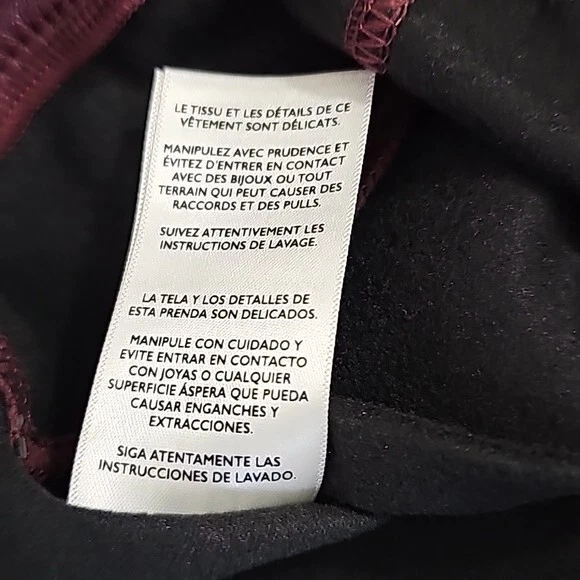 LE TISSU ET LES DÉTAILS DE CE
VÊTEMENT SONT DÉLICATS.
MANIPULEZ AVEC PRUDENCE ET
ÉVITEZ D'ENTRER EN CONTACT
AVEC DES BIJOUX OU TOUT
TERRAIN QUI PEUT CAUSER DES
RACCORDS ET DES PULLS.
SUIVEZ ATTENTIVEMENT LES
INSTRUCTIONS DE LAVAGE.
LA TELA Y LOS DETALLES DE
ESTA PRENDA SON DELICADOS.
MANIPULE CON CUIDADO Y
EVITE ENTRAR EN CONTACTO
CON JOYAS O CUALQUIER
SUPERFICIE ÁSPERA QUE PUEDA
CAUSAR ENGANCHES Y
EXTRACCIONES.
SIGA ATENTAMENTE LAS
INSTRUCCIONES DE LAVADO.